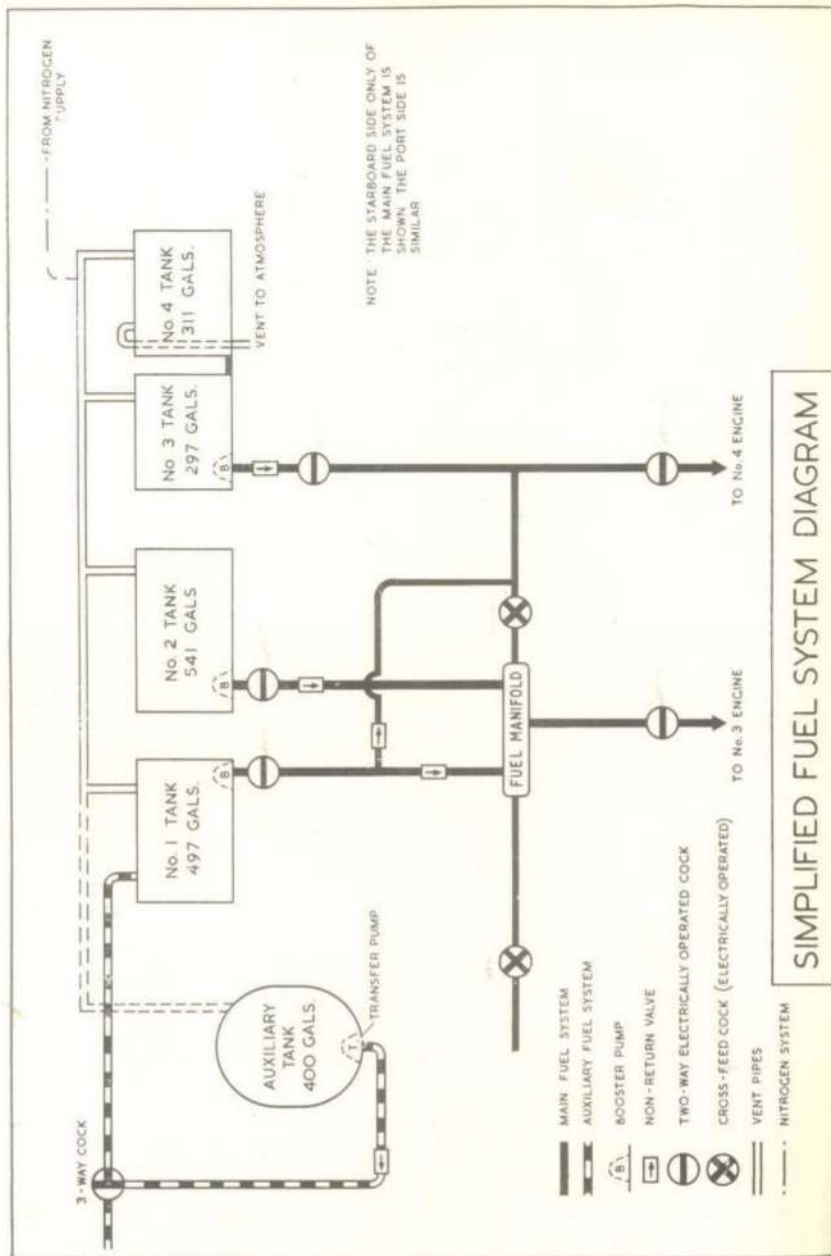 3-WAY COCK
- FROM NITROGEN
SUPPLY
AUXILIARY
TANK
400 GALS.
T
TRANSFER PUMP
No. 1 TANK
497 GALS.
B
No. 2 TANK
541 GALS
B
No 3 TANK
297 GALS.
B
No 4 TANK
311 GALS.
VENT TO ATMOSPHERE
NOTE THE STARBOARD SIDE ONLY OF
THE MAIN FUEL SYSTEM IS
SHOWN THE PORT SIDE IS
SIMILAR
FUEL MANIFOLD
TO No. 3 ENGINE
TO No. 4 ENGINE
MAIN FUEL SYSTEM
AUXILIARY FUEL SYSTEM
B
BOOSTER PUMP
NON-RETURN VALVE
TWO-WAY ELECTRICALLY OPERATED COCK
CROSS-FEED COCK (ELECTRICALLY OPERATED)
VENT PIPES
NITROGEN SYSTEM
SIMPLIFIED FUEL SYSTEM DIAGRAM